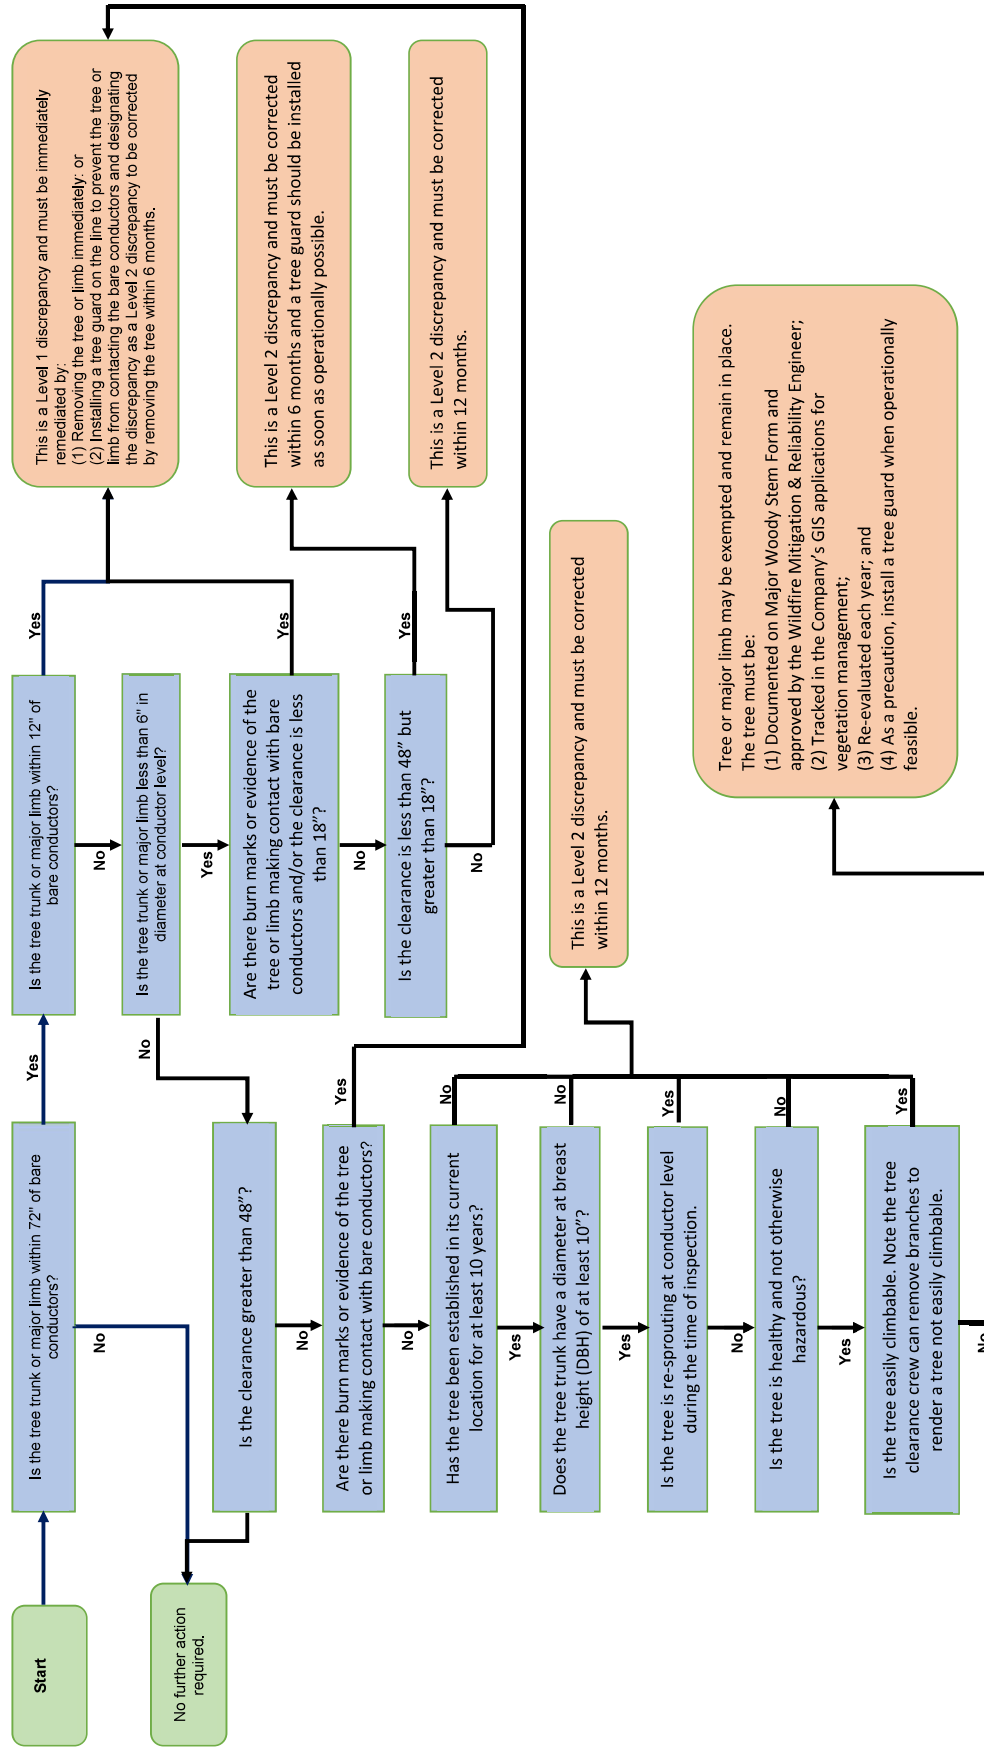 Start
Is the tree trunk or major limb within 72" of bare
conductors?
Yes
No
Is the tree trunk or major limb within 12" of
bare conductors?
Yes
No
This is a Level 1 discrepancy and must be immediately
remediated by:
(1) Removing the tree or limb immediately: or
(2) Installing a tree guard on the line to prevent the tree or
limb from contacting the bare conductors and designating
the discrepancy as a Level 2 discrepancy to be corrected
by removing the tree within 6 months.
No further action
required.
Is the tree trunk or major limb less than 6" in
diameter at conductor level?
No
Yes
Are there burn marks or evidence of the
tree or limb making contact with bare
conductors and/or the clearance is less
than 18”?
Yes
No
This is a Level 2 discrepancy and must be corrected
within 6 months and a tree guard should be installed
as soon as operationally possible.
Is the clearance is less than 48” but
greater than 18”?
Yes
No
This is a Level 2 discrepancy and must be corrected
within 12 months.
Is the clearance greater than 48”?
No
Are there burn marks or evidence of the tree
or limb making contact with bare conductors?
Yes
No
Has the tree been established in its current
location for at least 10 years?
No
Yes
Does the tree trunk have a diameter at breast
height (DBH) of at least 10”?
No
Yes
Is the tree is re-sprouting at conductor level
during the time of inspection.
Yes
No
Is the tree is healthy and not otherwise
hazardous?
No
Yes
Is the tree easily climbable. Note the tree
clearance crew can remove branches to
render a tree not easily climbable.
Yes
No
This is a Level 2 discrepancy and must be corrected
within 12 months.
Tree or major limb may be exempted and remain in place.
The tree must be:
(1) Documented on Major Woody Stem Form and
approved by the Wildfire Mitigation & Reliability Engineer;
(2) Tracked in the Company’s GIS applications for
vegetation management;
(3) Re-evaluated each year; and
(4) As a precaution, install a tree guard when operationally
feasible.